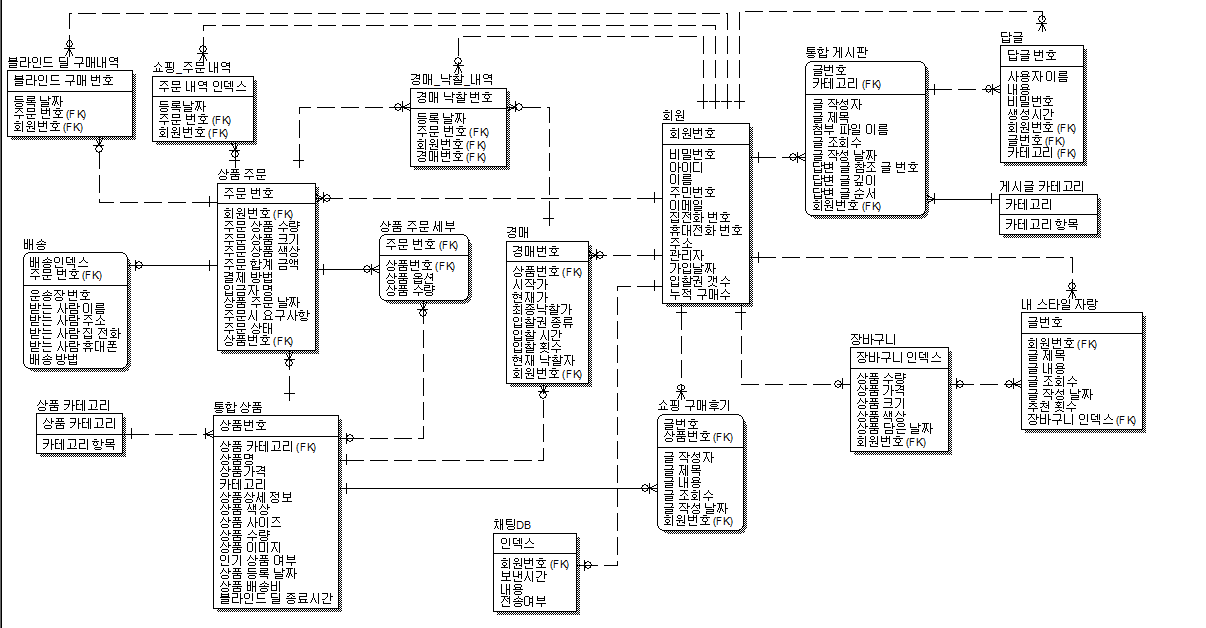 블라인드 딜 구매내역
블라인드 구매 번호
등록 날짜
주문 번호 (FK)
회원번호 (FK)
쇼핑_주문 내역
주문 내역 인덱스
등록날짜
주문 번호 (FK)
회원번호 (FK)
경매_낙찰_내역
경매 낙찰 번호
등록 날짜
주문 번호 (FK)
회원번호 (FK)
경매번호 (FK)
회원
회원번호
비밀번호
아이디
이름
주민번호
이메일
집전화 번호
휴대전화 번호
주소
관리자
가입날짜
입찰권 갯수
누적 구매수
통합 게시판
글번호
카테고리 (FK)
글 작성자
글 제목
첨부 파일 이름
글 조회수
글 작성 날짜
답변 글 참조 글 번호
답변 글 깊이
답변 글 순서
회원번호 (FK)
답글
답글 번호
사용자 이름
내용
비밀번호
생성시간
회원번호 (FK)
글번호 (FK)
카테고리 (FK)
게시글 카테고리
카테고리
카테고리 항목
상품 주문
주문 번호
회원번호 (FK)
주문 상품 수량
주문 상품 크기
주문 상품 색상
주문 합계 금액
결제 방법
입금자 명
상품 주문 날짜
주문시 요구사항
주문 상태
상품번호 (FK)
배송
배송인덱스
주문 번호 (FK)
운송장 번호
받는 사람 이름
받는 사람 주소
받는 사람 집 전화
받는 사람 휴대폰
배송 방법
상품 주문 세부
주문 번호 (FK)
상품번호 (FK)
상품 옵션
상품 수량
경매
경매번호
상품번호 (FK)
시작가
현재가
최종낙찰가
입찰권 종류
입찰 시간
입찰 횟수
현재 낙찰자
회원번호 (FK)
내 스타일 자랑
글번호
회원번호 (FK)
글 제목
글 내용
글 조회수
글 작성 날짜
추천 횟수
장바구니 인덱스 (FK)
장바구니
장바구니 인덱스
상품 수량
상품 가격
상품 크기
상품 색상
상품 담은 날짜
회원번호 (FK)
상품 카테고리
상품 카테고리
카테고리 항목
통합 상품
상품번호
상품 카테고리 (FK)
상품명
상품가격
카테고리
상품상세 정보
상품 색상
상품 사이즈
상품 수량
상품 이미지
인기 상품 여부
상품 등록 날짜
상품 배송비
블라인드 딜 종료시간
쇼핑 구매후기
글번호
상품번호 (FK)
글 작성자
글 제목
글 내용
글 조회수
글 작성 날짜
회원번호 (FK)
채팅DB
인덱스
회원번호 (FK)
보낸시간
내용
전송여부